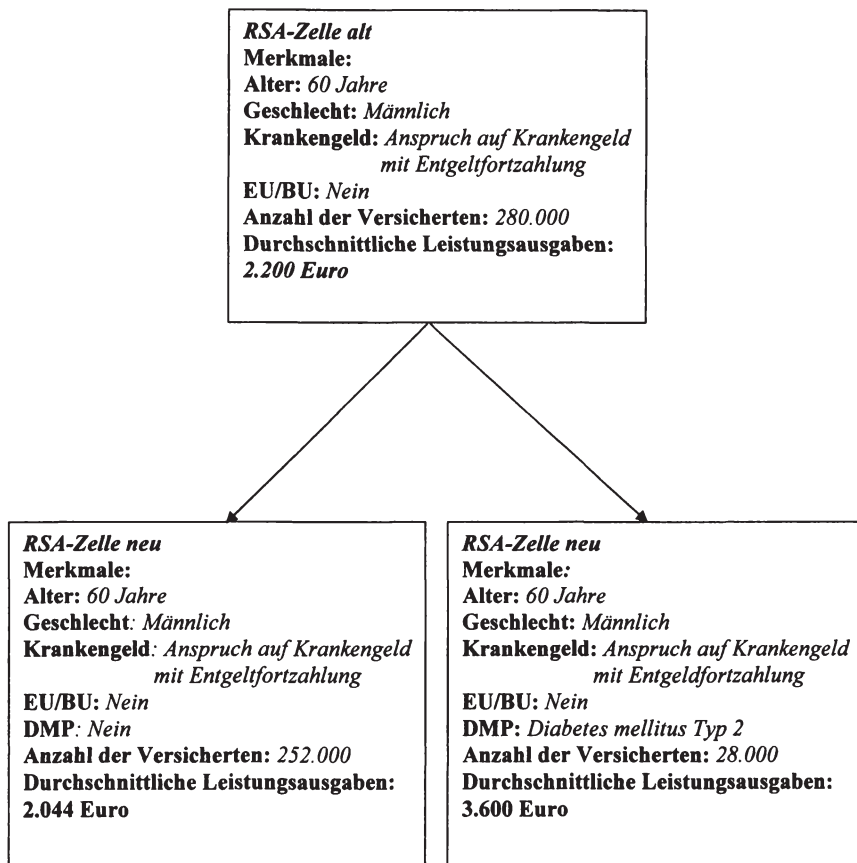 RSA-Zelle alt
Merkmale:
Alter: 60 Jahre
Geschlecht: Männlich
Krankengeld: Anspruch auf Krankengeld
mit Entgeltfortzahlung
EU/BU: Nein
Anzahl der Versicherten: 280.000
Durchschnittliche Leistungsausgaben:
2.200 Euro
RSA-Zelle neu
Merkmale:
Alter: 60 Jahre
Geschlecht: Männlich
Krankengeld: Anspruch auf Krankengeld
mit Entgeltfortzahlung
EU/BU: Nein
DMP: Nein
Anzahl der Versicherten: 252.000
Durchschnittliche Leistungsausgaben:
2.044 Euro
RSA-Zelle neu
Merkmale:
Alter: 60 Jahre
Geschlecht: Männlich
Krankengeld: Anspruch auf Krankengeld
mit Entgeldfortzahlung
EU/BU: Nein
DMP: Diabetes mellitus Typ 2
Anzahl der Versicherten: 28.000
Durchschnittliche Leistungsausgaben:
3.600 Euro